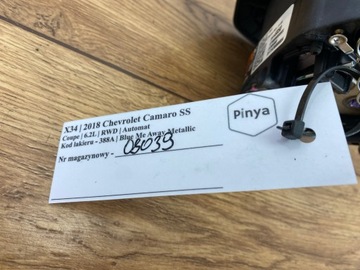 X34 | 2018 Chevrolet Camaro SS
Coupe | 6.2L | RWD | Automat
Kod lakieru - 388A | Blue Me Away Metallic
Nr magazynowy - 08039
Pinya